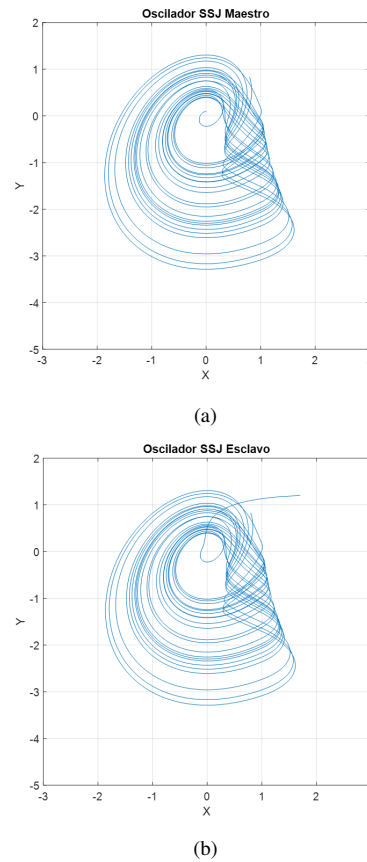 Oscilador SSJ Maestro
2
1
0
-1
-2
-3
-4
-5
Y
-3 -2 -1 0 1 2
X
(a)
Oscilador SSJ Esclavo
2
1
0
-1
-2
-3
-4
-5
Y
-3 -2 -1 0 1 2
X
(b)